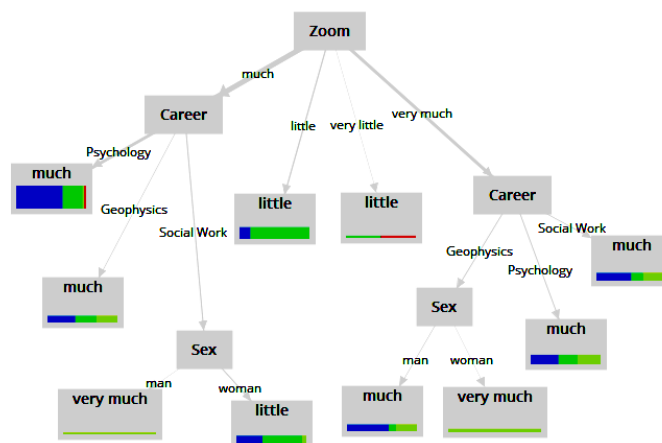 Zoom
much
little
very little
very much
Career
Psychology
Geophysics
Social Work
much
little
little
Career
Social Work
Geophysics
Psychology
much
much
Sex
Sex
much
man
woman
man
woman
very much
little
much
very much